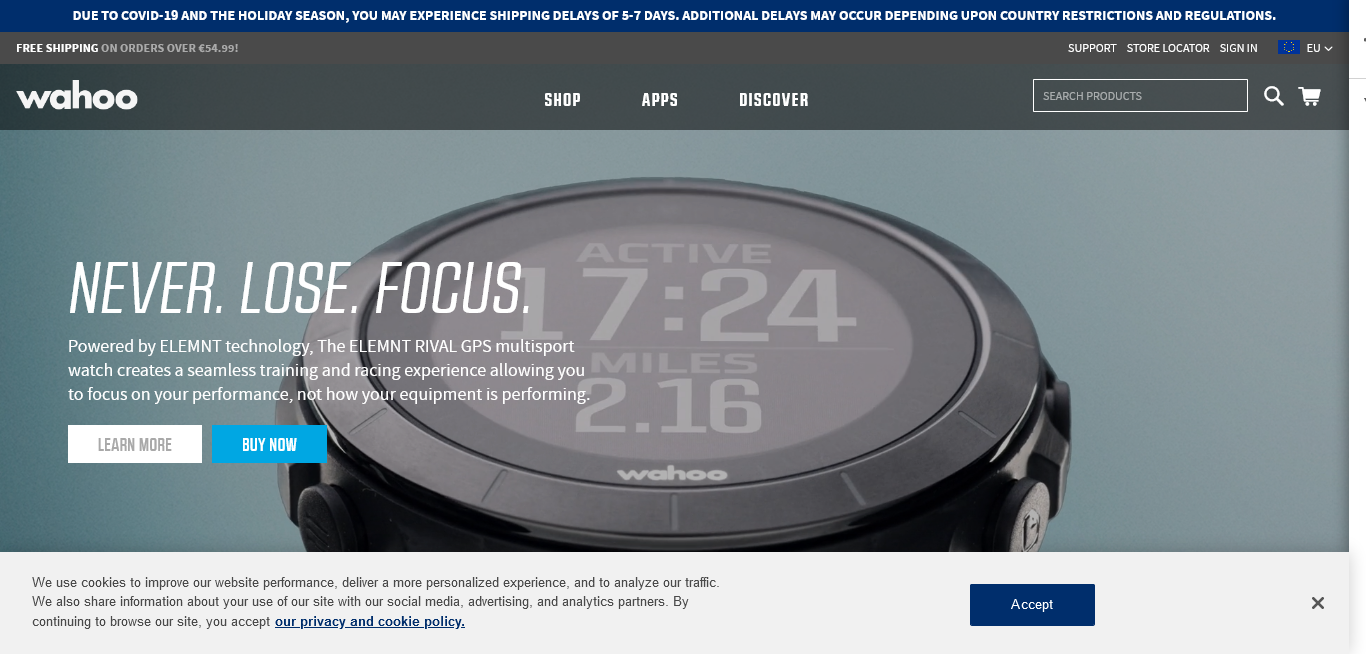 DUE TO COVID-19 AND THE HOLIDAY SEASON, YOU MAY EXPERIENCE SHIPPING DELAYS OF 5-7 DAYS. ADDITIONAL DELAYS MAY OCCUR DEPENDING UPON COUNTRY RESTRICTIONS AND REGULATIONS.
FREE SHIPPING ON ORDERS OVER €54.99!
SUPPORT STORE LOCATOR SIGN IN EU
wahoo
SHOP APPS DISCOVER
SEARCH PRODUCTS
ACTIVE
17:24
MILES
2.16
wahoo
NEVER. LOSE. FOCUS.
Powered by ELEMNT technology, The ELEMNT RIVAL GPS multisport
watch creates a seamless training and racing experience allowing you
to focus on your performance, not how your equipment is performing.
LEARN MORE BUY NOW
We use cookies to improve our website performance, deliver a more personalized experience, and to analyze our traffic.
We also share information about your use of our site with our social media, advertising, and analytics partners. By
continuing to browse our site, you accept our privacy and cookie policy.
Accept